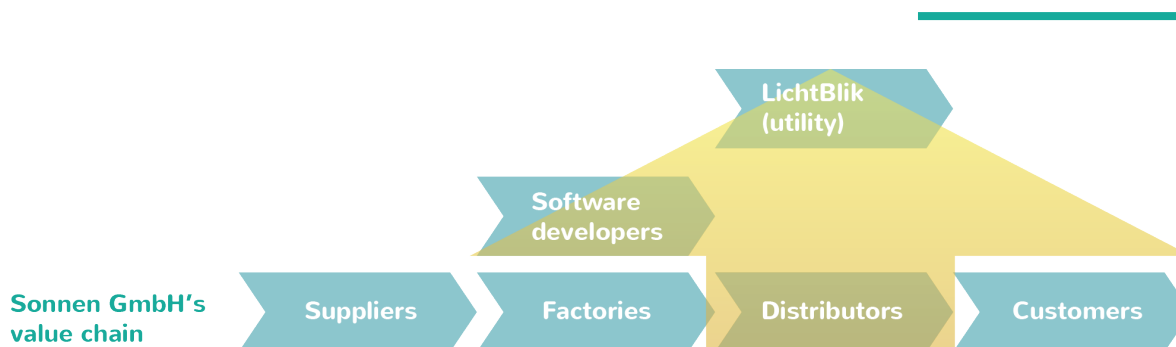 LichtBlik
(utility)
Software
developers
Sonnen GmbH's
value chain
Suppliers
Factories
Distributors
Customers